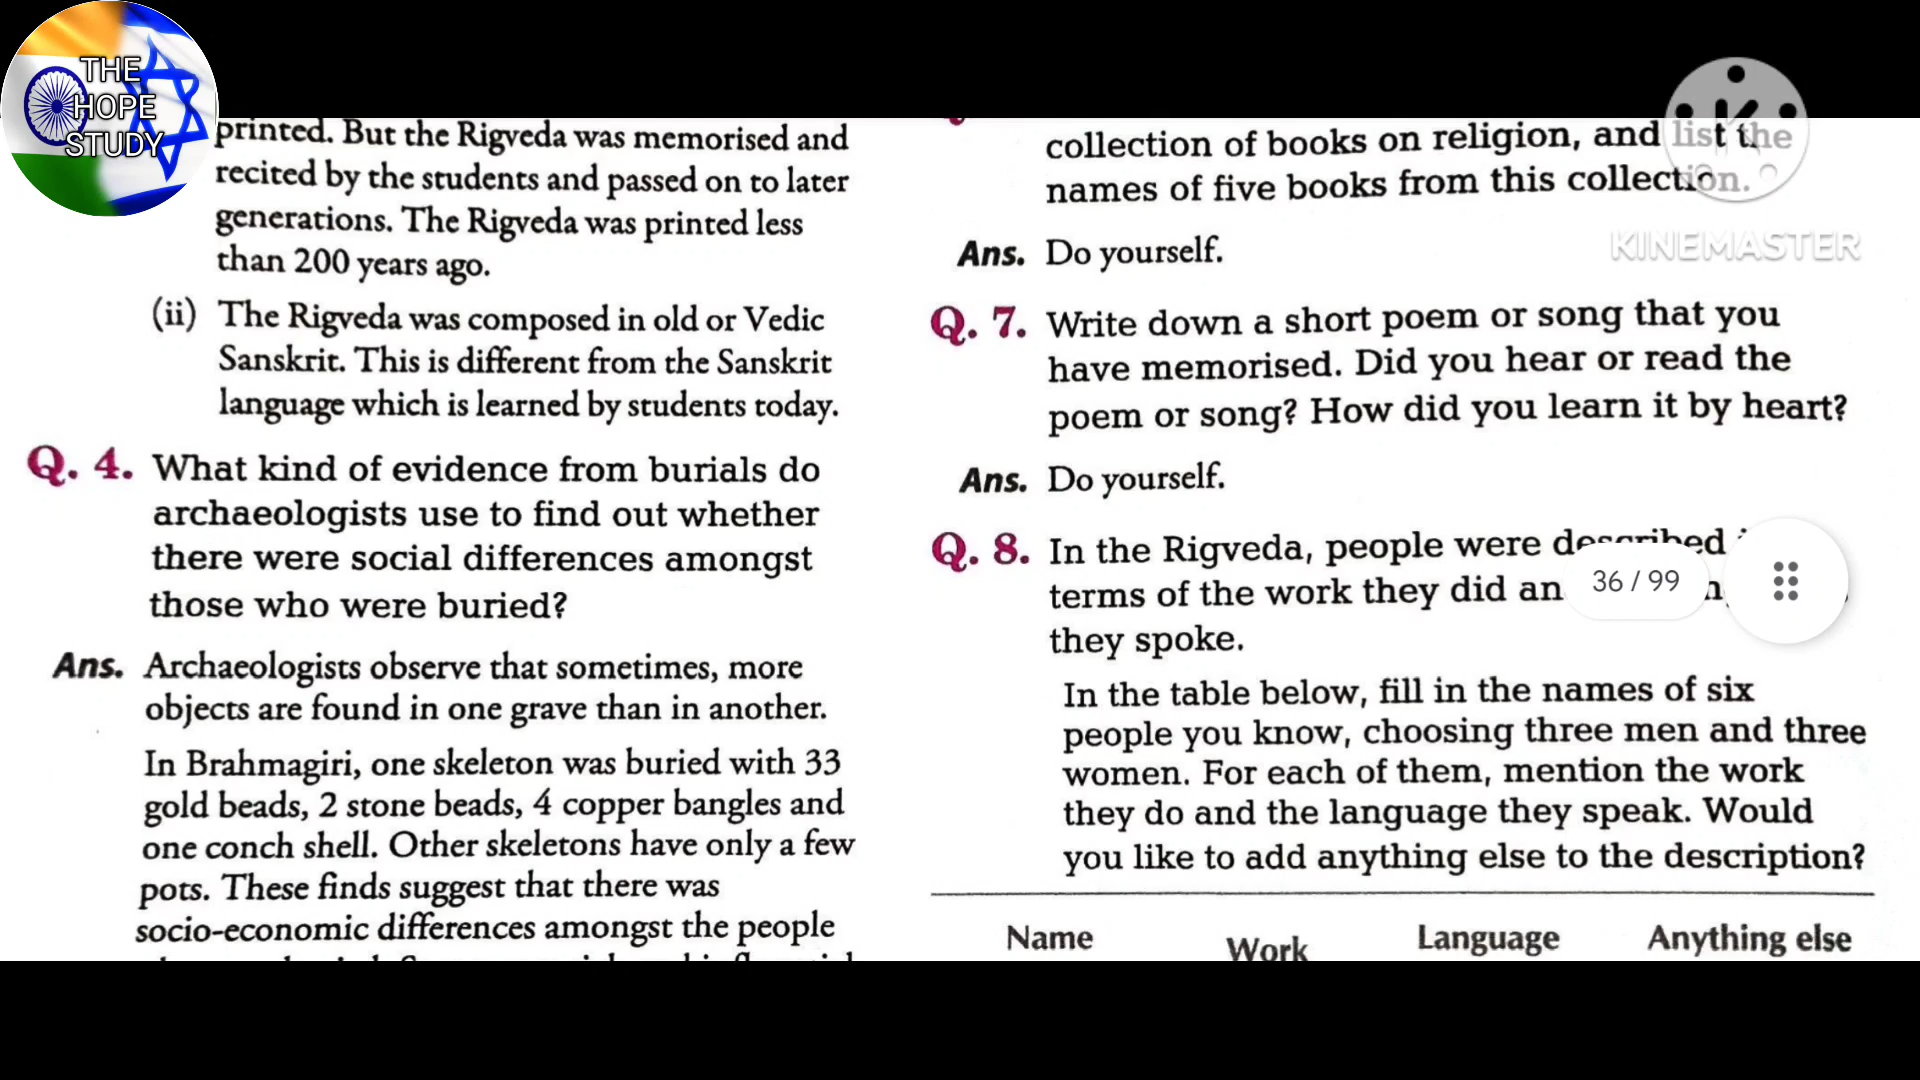 THE
HOPE
STUDY
printed. But the Rigveda was memorised and
recited by the students and passed on to later
generations. The Rigveda was printed less
than 200 years ago.
(ii) The Rigveda was composed in old or Vedic
Sanskrit. This is different from the Sanskrit
language which is learned by students today.
Q. 4. What kind of evidence from burials do
archaeologists use to find out whether
there were social differences amongst
those who were buried?
Ans. Archaeologists observe that sometimes, more
objects are found in one grave than in another.
In Brahmagiri, one skeleton was buried with 33
gold beads, 2 stone beads, 4 copper bangles and
one conch shell. Other skeletons have only a few
pots. These finds suggest that there was
socio-economic differences amongst the people
collection of books on religion, and list the
names of five books from this collection.
Ans. Do yourself.
Q. 7. Write down a short poem or song that you
have memorised. Did you hear or read the
poem or song? How did you learn it by heart?
Ans. Do yourself.
Q. 8. In the Rigveda, people were described
terms of the work they did
they spoke.
In the table below, fill in the names of six
people you know, choosing three men and three
women. For each of them, mention the work
they do and the language they speak. Would
you like to add anything else to the description?
Name Work Language Anything else
K
KINEMASTER
36 / 99